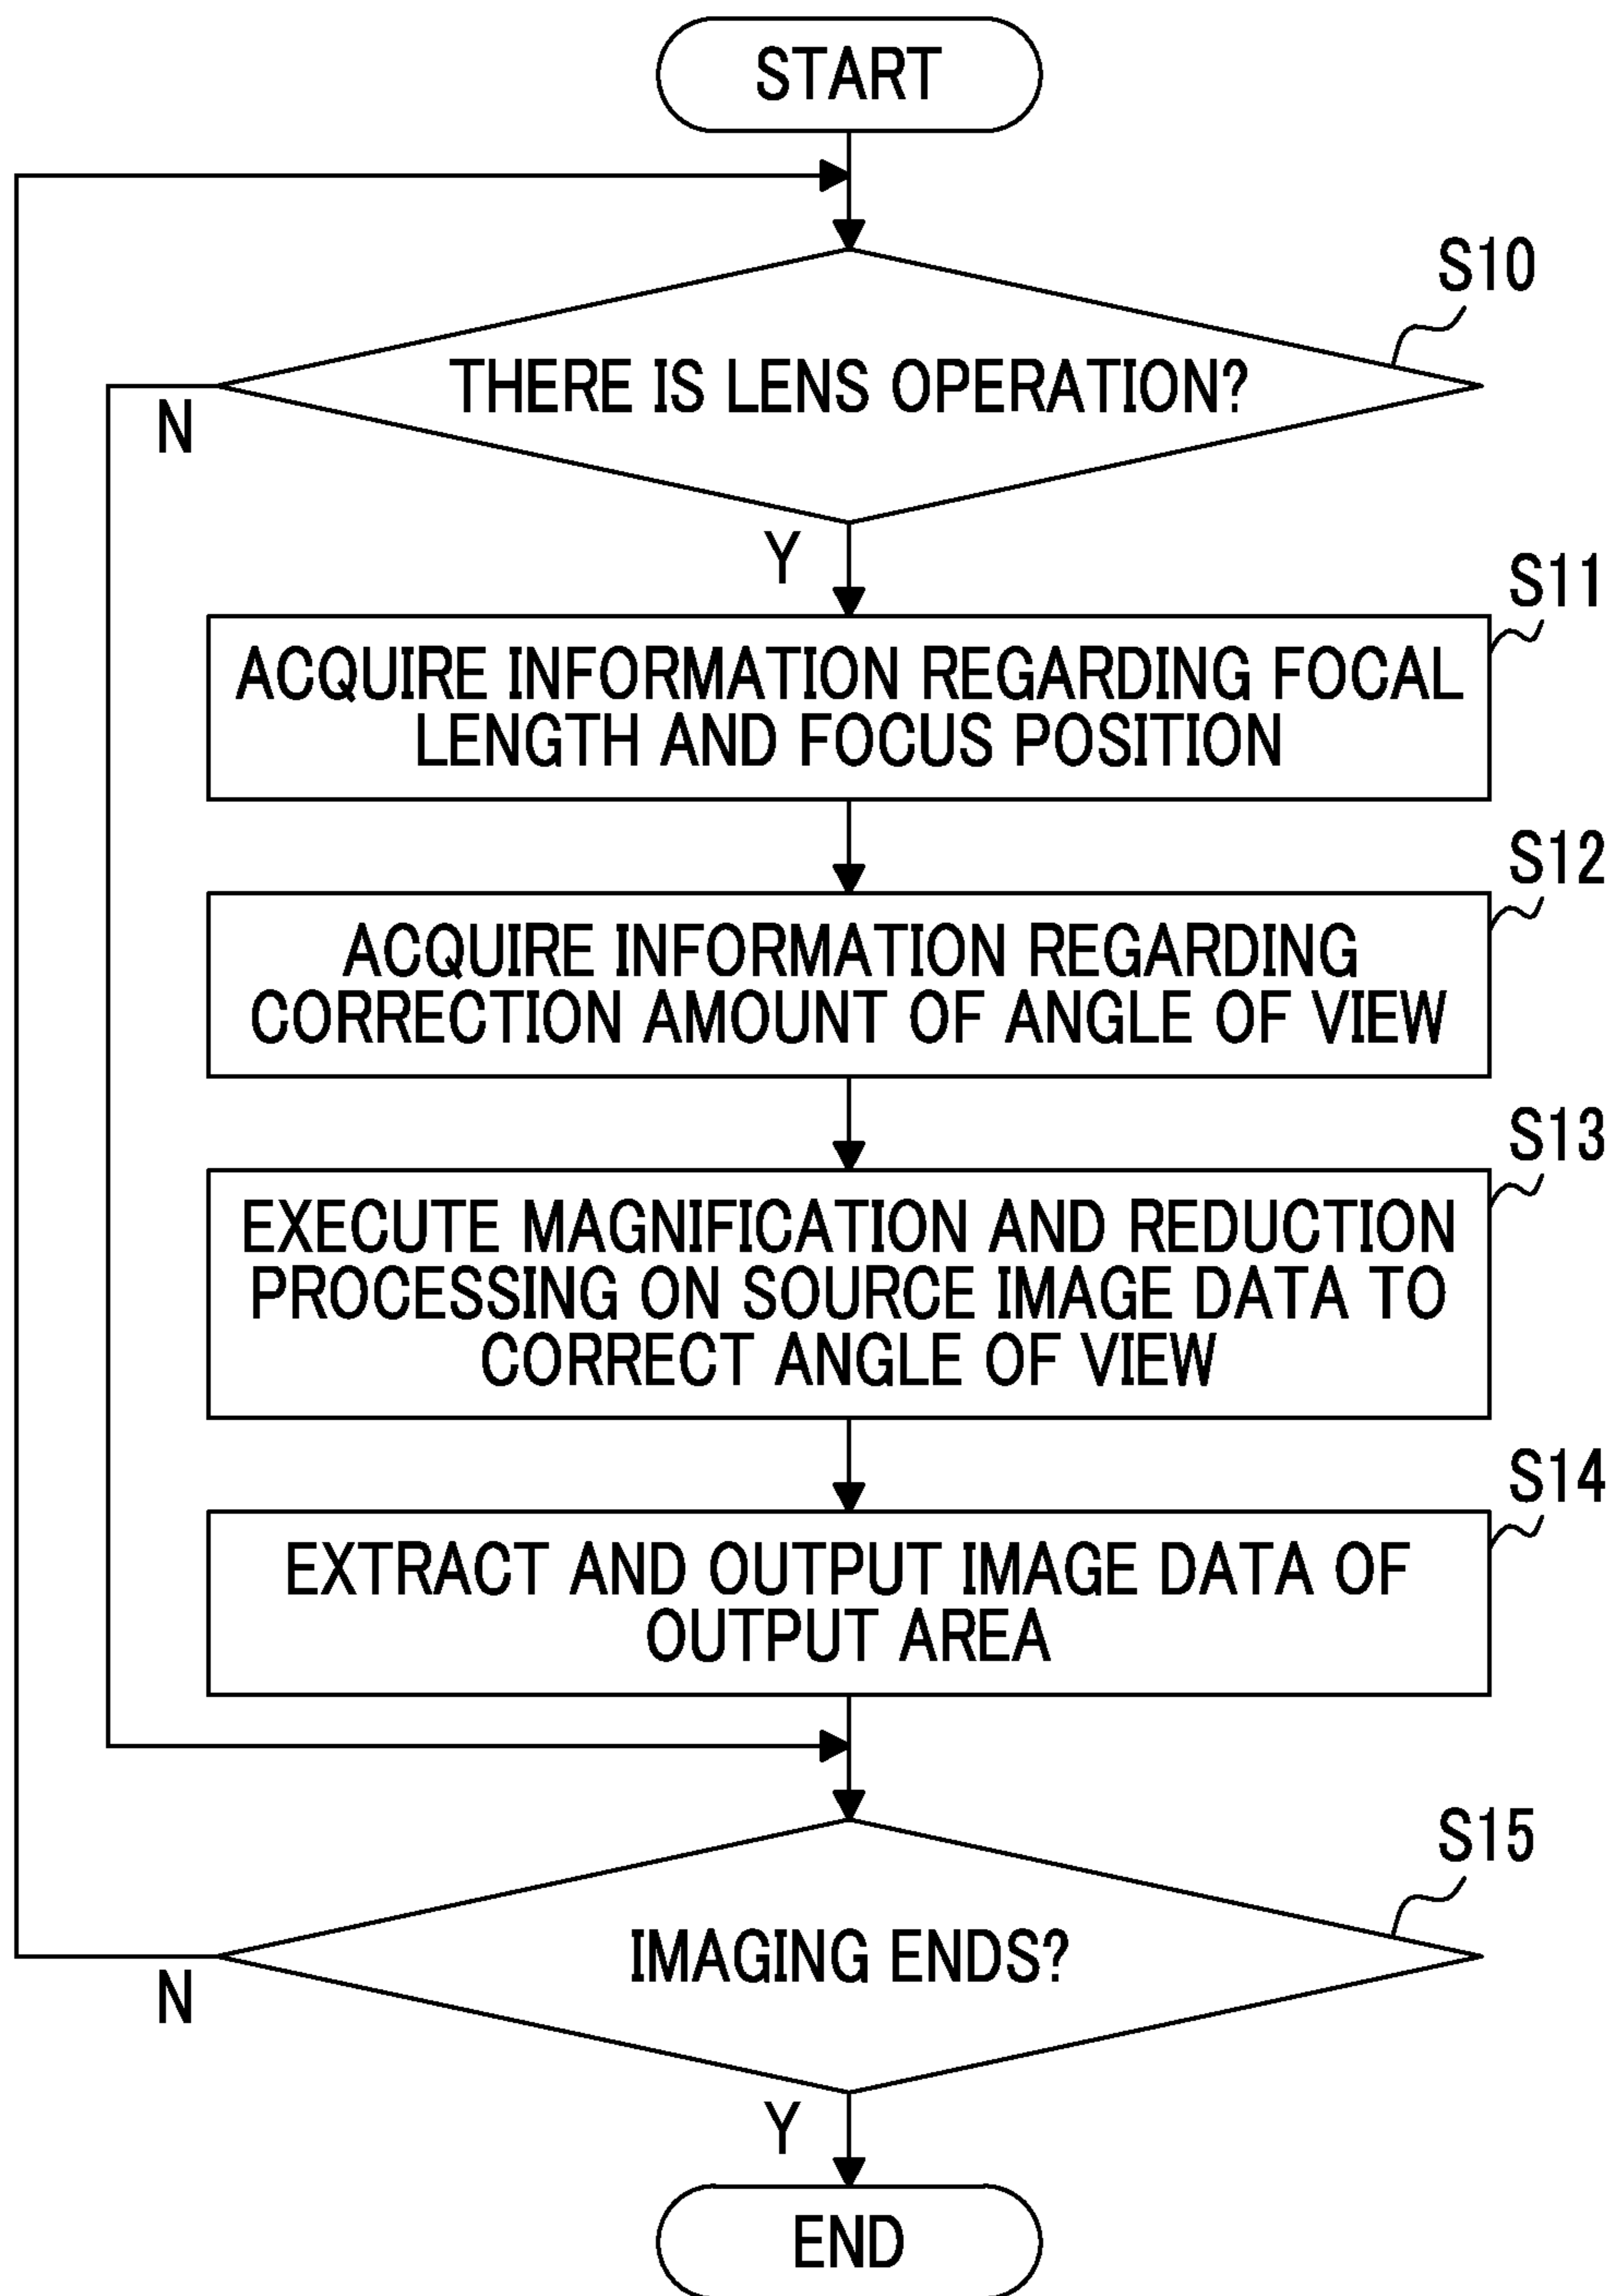 START
S10
THERE IS LENS OPERATION?
N
Y
S11
ACQUIRE INFORMATION REGARDING FOCAL
LENGTH AND FOCUS POSITION
S12
ACQUIRE INFORMATION REGARDING
CORRECTION AMOUNT OF ANGLE OF VIEW
S13
EXECUTE MAGNIFICATION AND REDUCTION
PROCESSING ON SOURCE IMAGE DATA TO
CORRECT ANGLE OF VIEW
S14
EXTRACT AND OUTPUT IMAGE DATA OF
OUTPUT AREA
S15
IMAGING ENDS?
N
Y
END